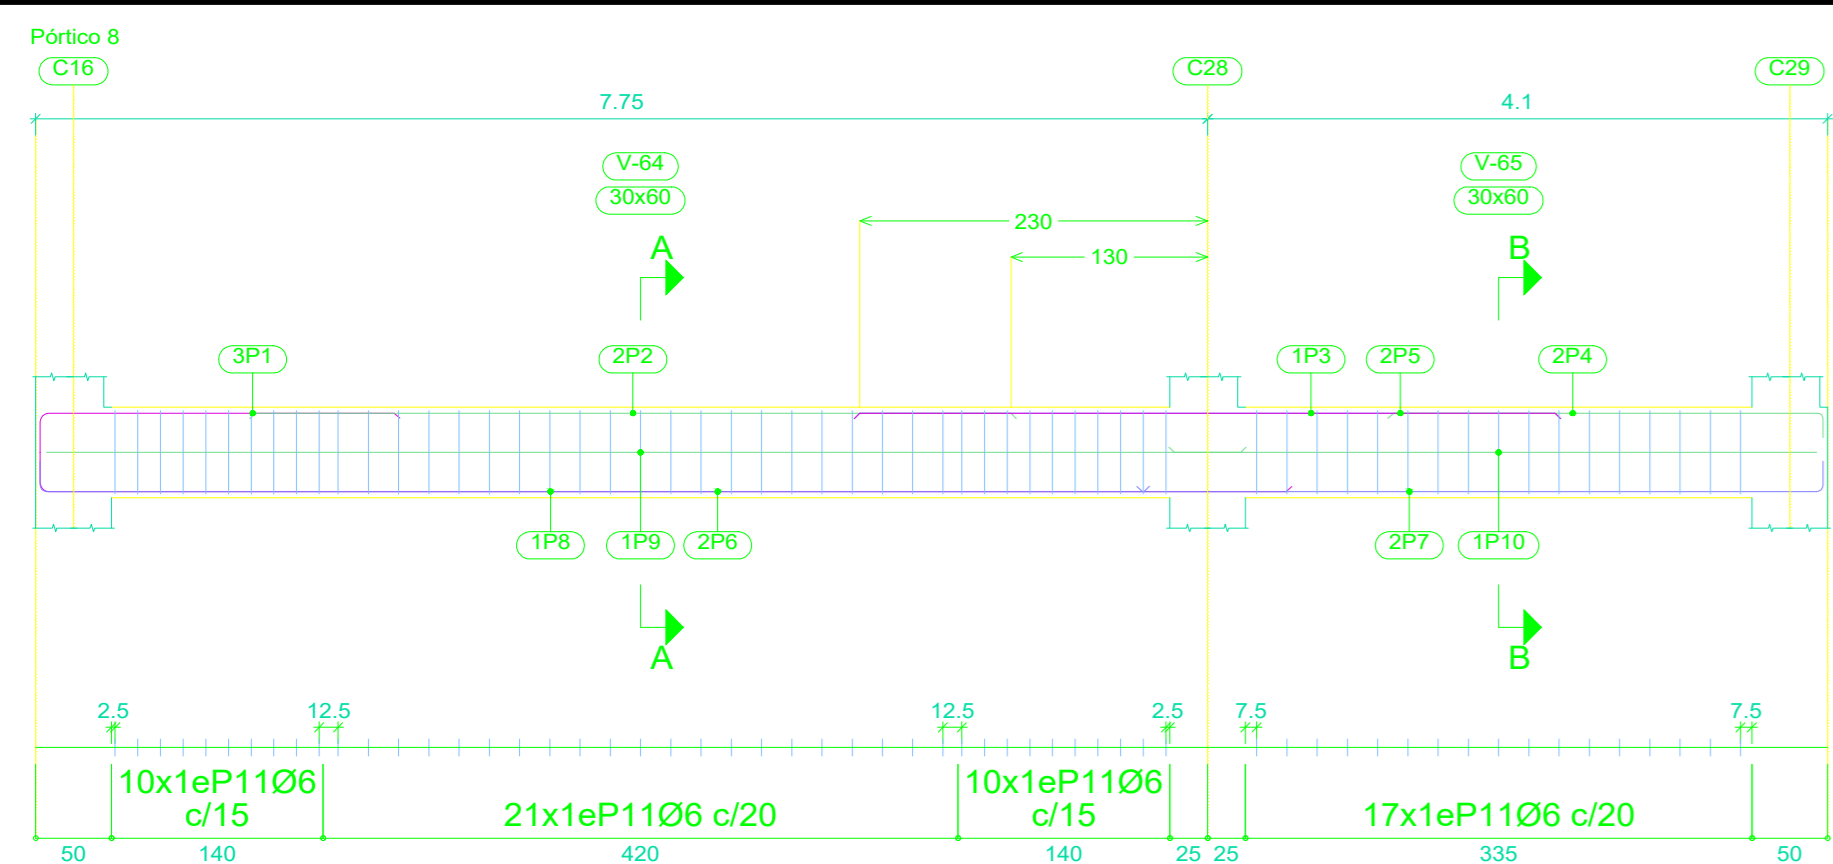 Pórtico 8
C16
C28
C29
7.75
4.1
V-64
30x60
V-65
30x60
230
130
A
B
3P1
2P2
1P3
2P5
2P4
1P8
1P9
2P6
2P7
1P10
A
B
2.5
12.5
12.5
2.5
7.5
7.5
10x1eP11Ø6
c/15
21x1eP11Ø6 c/20
10x1eP11Ø6
c/15
17x1eP11Ø6 c/20
50
140
420
140
25
25
335
50